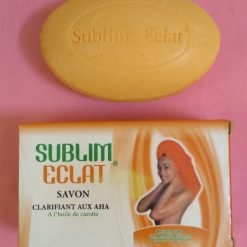 Sublim Eclat
SUBLIM
ECLAT®
SAVON
CLARIFIANT AUX AHA
A l'huile de carotte